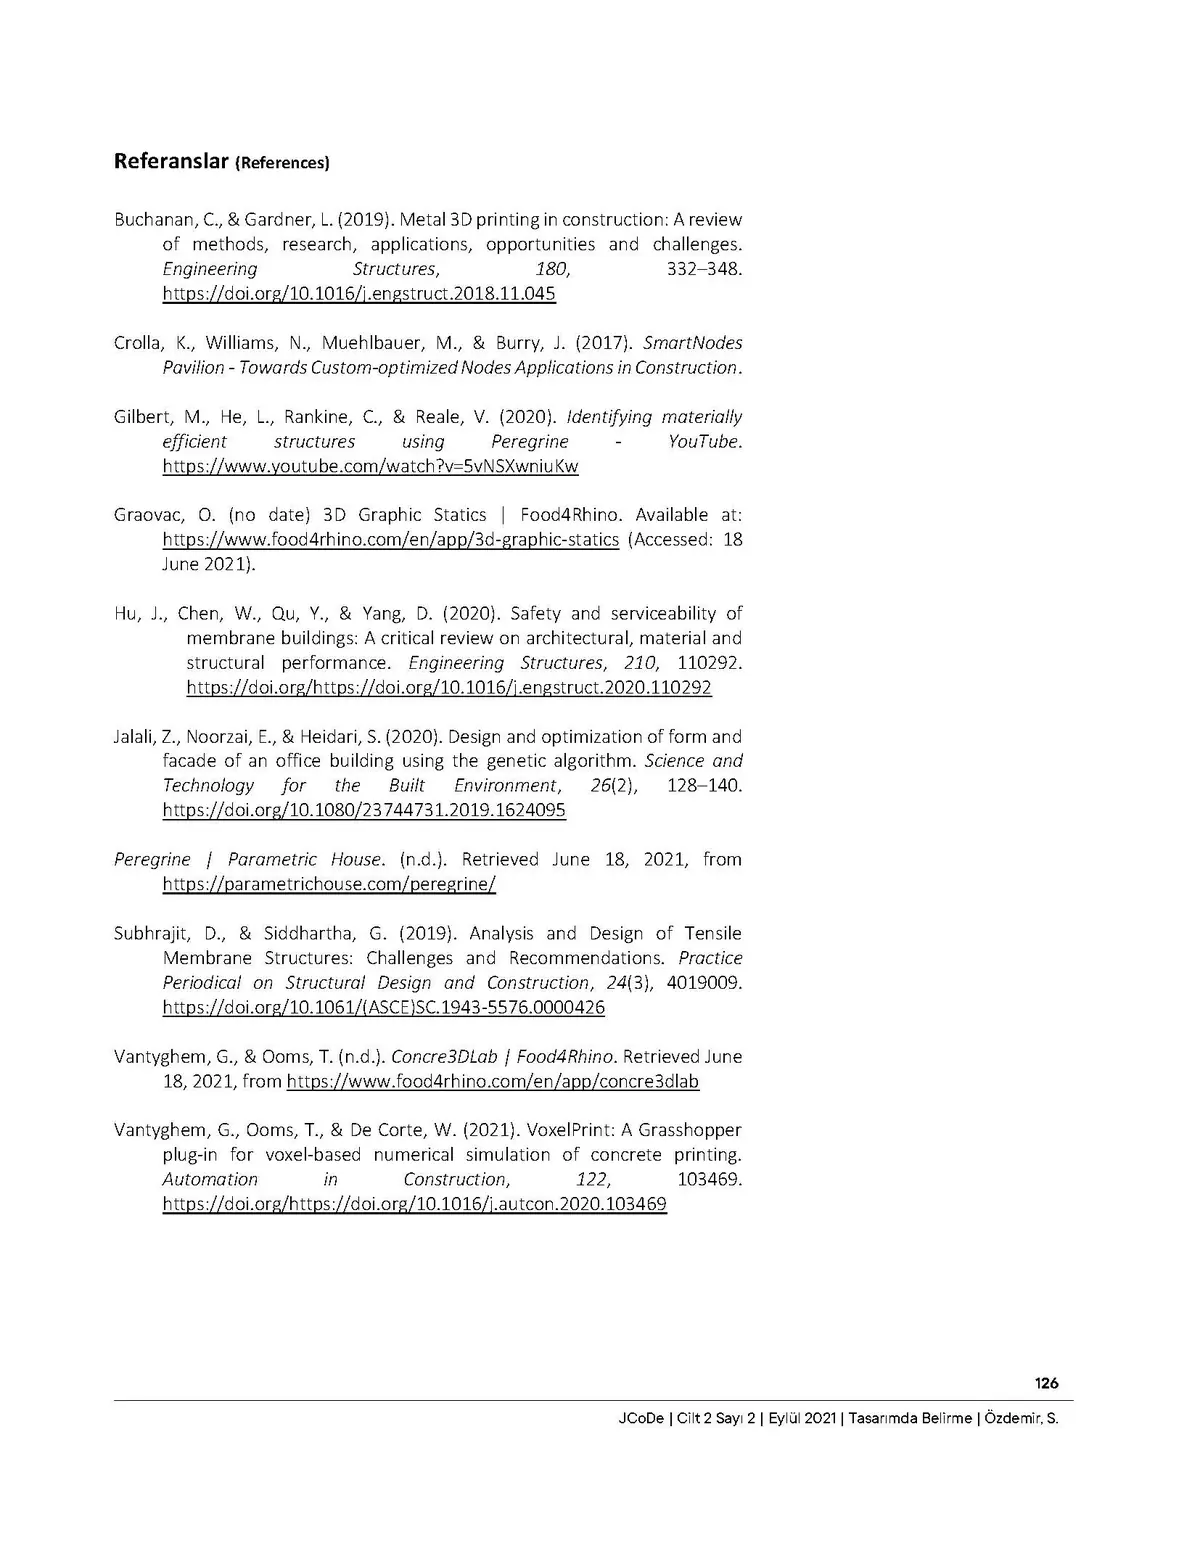 Referanslar (References)
Buchanan, C., & Gardner, L. (2019). Metal 3D printing in construction: A review
of methods, research, applications, opportunities and challenges.
Engineering Structures, 180, 332–348.
https://doi.org/10.1016/j.engstruct.2018.11.045
Crolla, K., Williams, N., Muehlbauer, M., & Burry, J. (2017). SmartNodes
Pavilion - Towards Custom-optimized Nodes Applications in Construction.
Gilbert, M., He, L., Rankine, C., & Reale, V. (2020). Identifying materially
efficient structures using Peregrine - YouTube.
https://www.youtube.com/watch?v=5vNSXwniuKw
Graovac, O. (no date) 3D Graphic Statics | Food4Rhino. Available at:
https://www.food4rhino.com/en/app/3d-graphic-statics (Accessed: 18
June 2021).
Hu, J., Chen, W., Qu, Y., & Yang, D. (2020). Safety and serviceability of
membrane buildings: A critical review on architectural, material and
structural performance. Engineering Structures, 210, 110292.
https://doi.org/https://doi.org/10.1016/j.engstruct.2020.110292
Jalali, Z., Noorzai, E., & Heidari, S. (2020). Design and optimization of form and
facade of an office building using the genetic algorithm. Science and
Technology for the Built Environment, 26(2), 128–140.
https://doi.org/10.1080/23744731.2019.1624095
Peregrine | Parametric House. (n.d.). Retrieved June 18, 2021, from
https://parametrichouse.com/peregrine/
Subhrajit, D., & Siddhartha, G. (2019). Analysis and Design of Tensile
Membrane Structures: Challenges and Recommendations. Practice
Periodical on Structural Design and Construction, 24(3), 4019009.
https://doi.org/10.1061/(ASCE)SC.1943-5576.0000426
Vantyghem, G., & Ooms, T. (n.d.). Concre3DLab | Food4Rhino. Retrieved June
18, 2021, from https://www.food4rhino.com/en/app/concre3dlab
Vantyghem, G., Ooms, T., & De Corte, W. (2021). VoxelPrint: A Grasshopper
plug-in for voxel-based numerical simulation of concrete printing.
Automation in Construction, 122, 103469.
https://doi.org/https://doi.org/10.1016/j.autcon.2020.103469
126
JCoDe | Cilt 2 Sayı 2 | Eylül 2021 | Tasarımda Belirme | Özdemir, S.